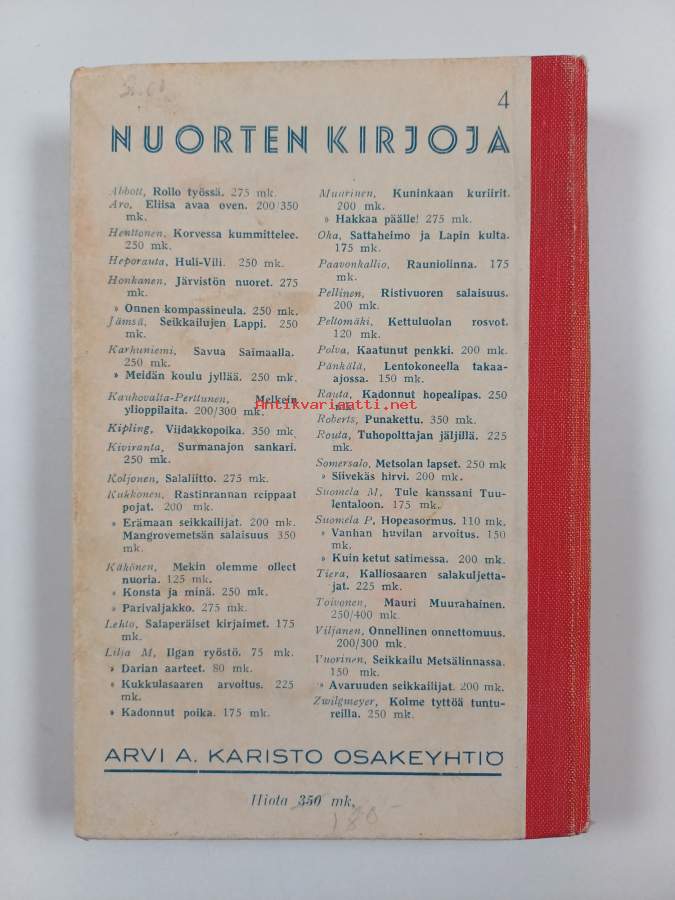 4
NUORTEN KIRJOJA
Abbott, Rollo työssä. 275 mk.
Aro, Eliisa avaa oven. 200/350
mk.
Henttonen, Korvessa kummittelee.
250 mk.
Heporauta, Huli-Vili. 250 mk.
Honkanen, Järvistön nuoret. 275
mk.
» Onnen kompassineula. 250 mk.
Jämsä, Seikkailujen Lappi. 250
mk.
Karhuniemi, Savua Saimaalla.
250 mk.
» Meidän koulu jyllää. 250 mk.
Kauhovalta-Perttunen, Melkein
ylioppilaita. 200/300 mk.
Kipling, Viidakkopoika. 350 mk.
Kiviranta, Surmanajon sankari.
250 mk.
Koljonen, Salaliitto. 275 mk.
Kukkonen, Rastinrannan reippaat
pojat. 200 mk.
» Erämaan seikkailijat. 200 mk.
Mangrovemetsän salaisuus 350
mk.
Kähönen, Mekin olemme olleet
nuoria. 125 mk.
» Konsta ja minä. 250 mk.
» Parivaljakko. 275 mk.
Lehto, Salaperäiset kirjaimet. 175
mk.
Lilja M, Ilgan ryöstö. 75 mk.
» Darian aarteet. 80 mk.
» Kukkulasaaren arvoitus. 225
mk.
» Kadonnut poika. 175 mk.
Muurinen, Kuninkaan kuriirit.
200 mk.
» Hakkaa päälle! 275 mk.
Oka, Sattaheimo ja Lapin kulta.
175 mk.
Paavonkallio, Rauniolinna. 175
mk.
Pellinen, Ristivuoren salaisuus.
200 mk.
Peltomäki, Kettuluolan rosvot.
120 mk.
Polva, Kaatunut penkki. 200 mk.
Pänkälä, Lentokoneella takaa-
ajossa. 150 mk.
Rauta, Kadonnut hopealipas. 250
mk.
Roberts, Punakettu. 350 mk.
Routa, Tuhopolttajan jäljillä. 225
mk.
Somersalo, Metsolan lapset. 250 mk
» Siivekäs hirvi. 200 mk.
Suomela M, Tule kanssani Tuu-
lentaloon. 175 mk.
Suomela P, Hopeasormus. 110 mk.
» Vanhan huvilan arvoitus. 150
mk.
» Kuin ketut satimessa. 200 mk.
Tiera, Kalliosaaren salakuljetta-
jat. 225 mk.
Toivonen, Mauri Muurahainen.
250/400 mk.
Viljanen, Onnellinen onnettomuus.
200/300 mk.
Vuorinen, Seikkailu Metsälinnassa.
150 mk.
» Avaruuden seikkailijat. 200 mk.
Zwilgmeyer, Kolme tyttöä tuntu-
reilla. 250 mk.
Antikvariaatti.net
ARVI A. KARISTO OSAKEYHTIÖ
Hiota 350 mk.
180-